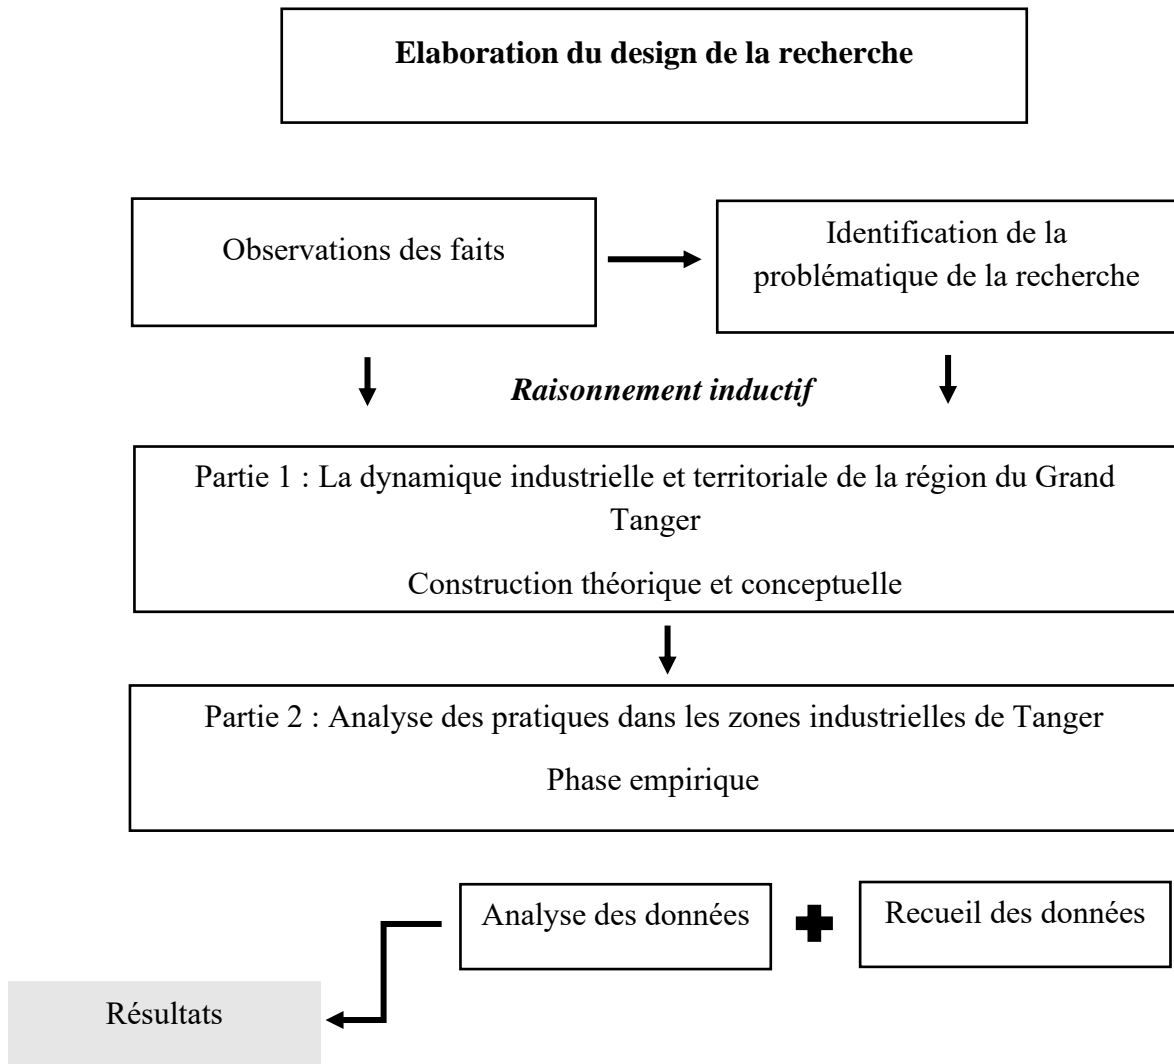 Elaboration du design de la recherche
Observations des faits
Identification de la
problématique de la recherche
Raisonnement inductif
Partie 1 : La dynamique industrielle et territoriale de la région du Grand
Tanger
Construction théorique et conceptuelle
Partie 2 : Analyse des pratiques dans les zones industrielles de Tanger
Phase empirique
Analyse des données
Recueil des données
Résultats